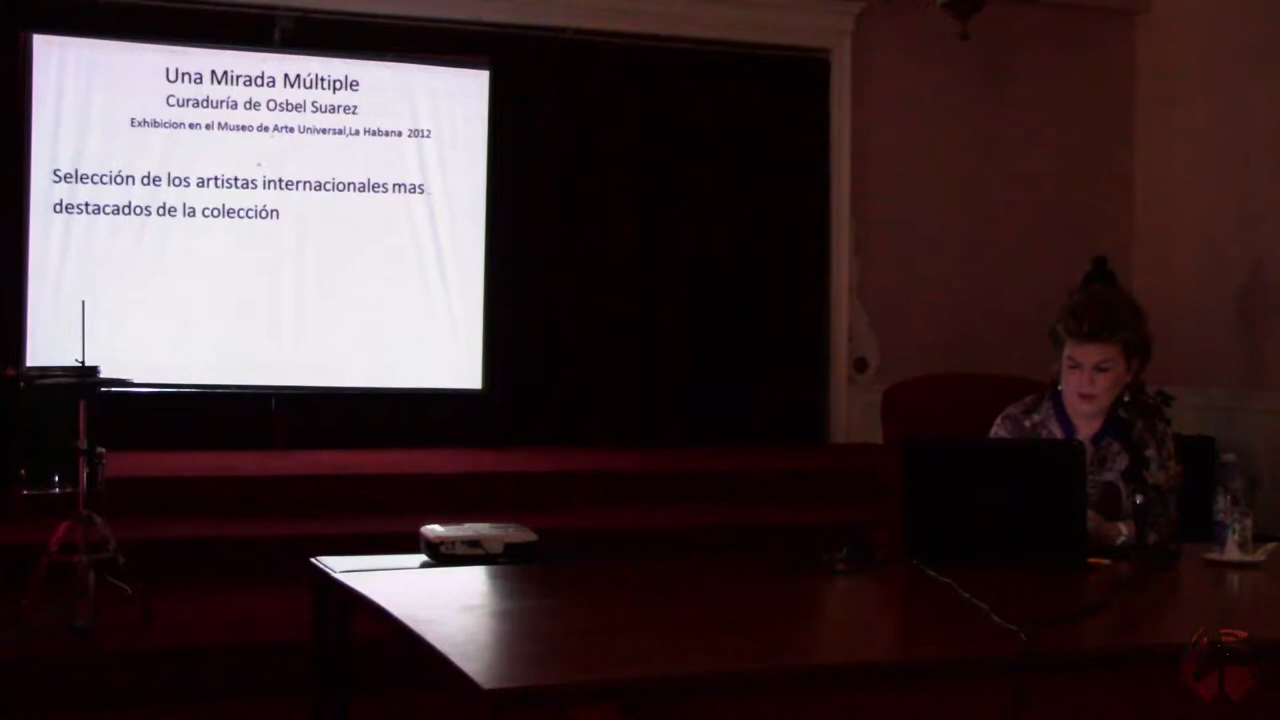 Una Mirada Múltiple
Curaduría de Osbel Suarez
Exhibicion en el Museo de Arte Universal,La Habana 2012
Selección de los artistas internacionales mas
destacados de la colección